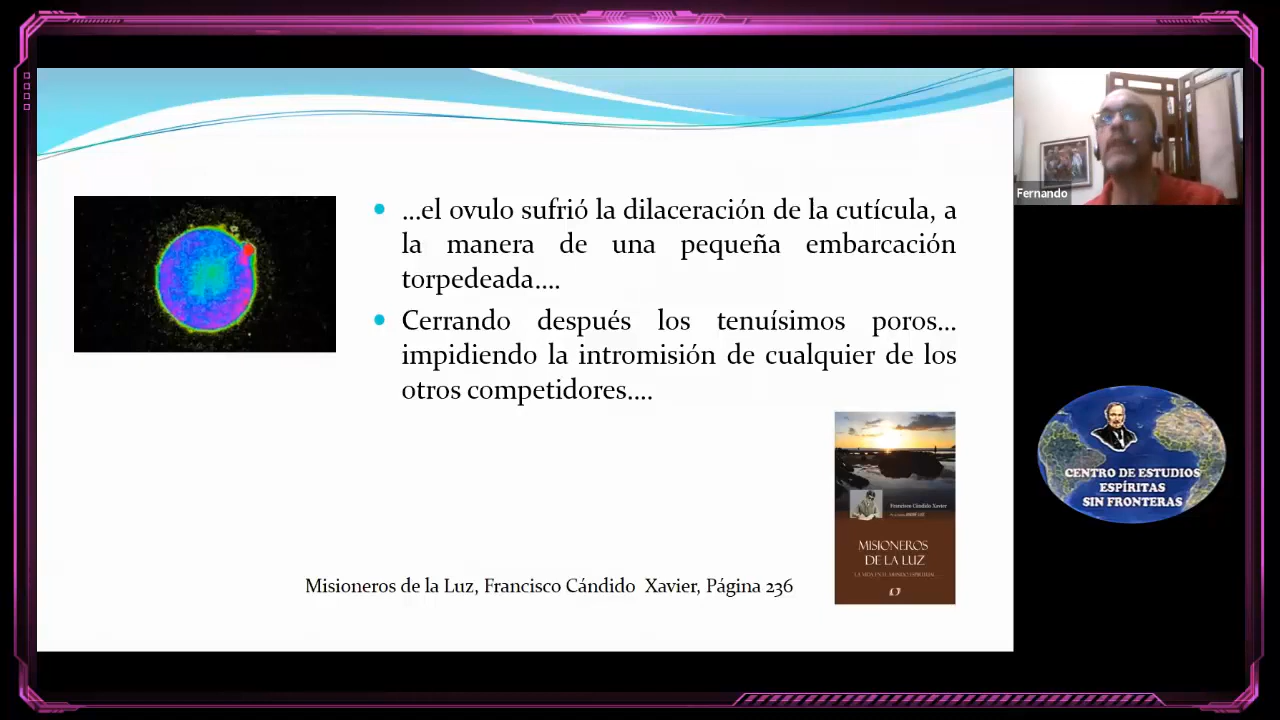 ...el ovulo sufrió la dilaceración de la cutícula, a
la manera de una pequeña embarcación
torpedeada....
Cerrando después los tenuísimos poros...
impidiendo la intromisión de cualquier de los
otros competidores....
Misioneros de la Luz, Francisco Cándido Xavier, Página 236
Francisco Cándido Xavier
MISIONEROS
DE LA LUZ
Fernando
CENTRO DE ESTUDIOS
ESPÍRITAS
SIN FRONTERAS